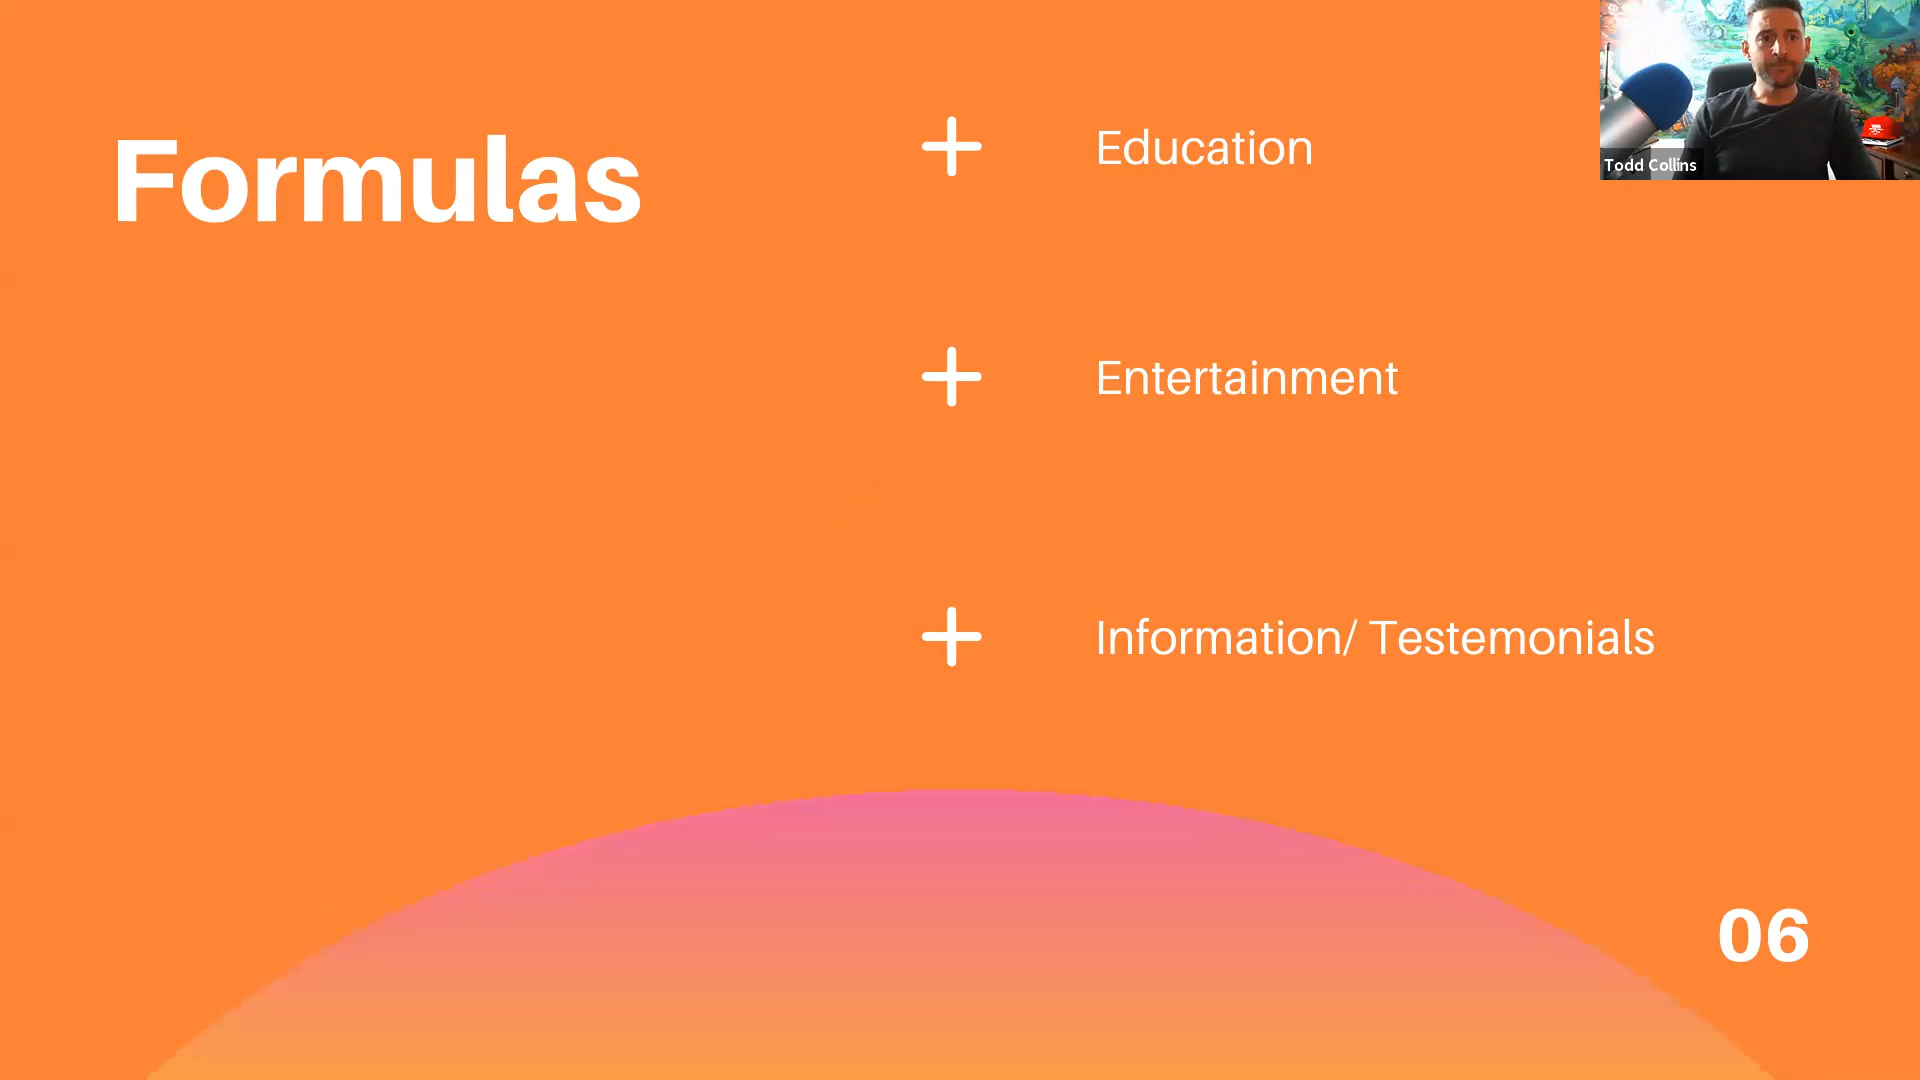 Formulas
Education
Entertainment
Information/ Testemonials
06
Todd Collins